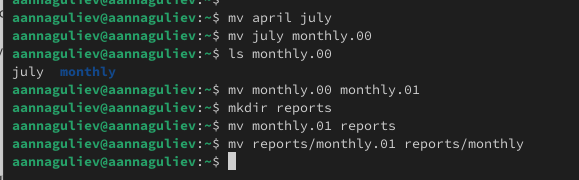 aannaguliev@aannaguliev:~$ mv april july
aannaguliev@aannaguliev:~$ mv july monthly.00
aannaguliev@aannaguliev:~$ ls monthly.00
july  monthly
aannaguliev@aannaguliev:~$ mv monthly.00 monthly.01
aannaguliev@aannaguliev:~$ mkdir reports
aannaguliev@aannaguliev:~$ mv monthly.01 reports
aannaguliev@aannaguliev:~$ mv reports/monthly.01 reports/monthly
aannaguliev@aannaguliev:~$